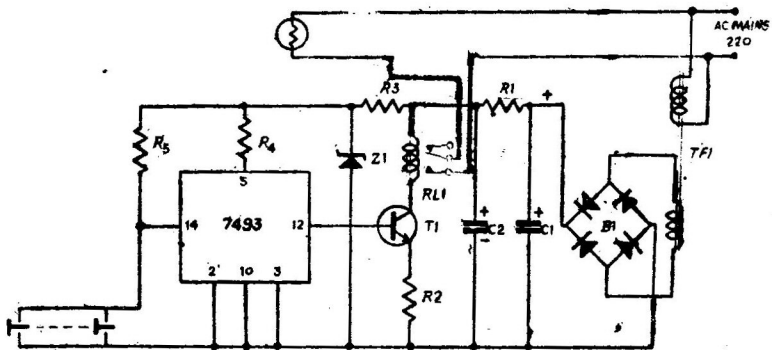 AC MAINS
220
R3
R1
+
R5
R4
Z1
RL1
TF1
5
14
7493
12
T1
+
C2
-
+
C1
B1
2
10
3
R2